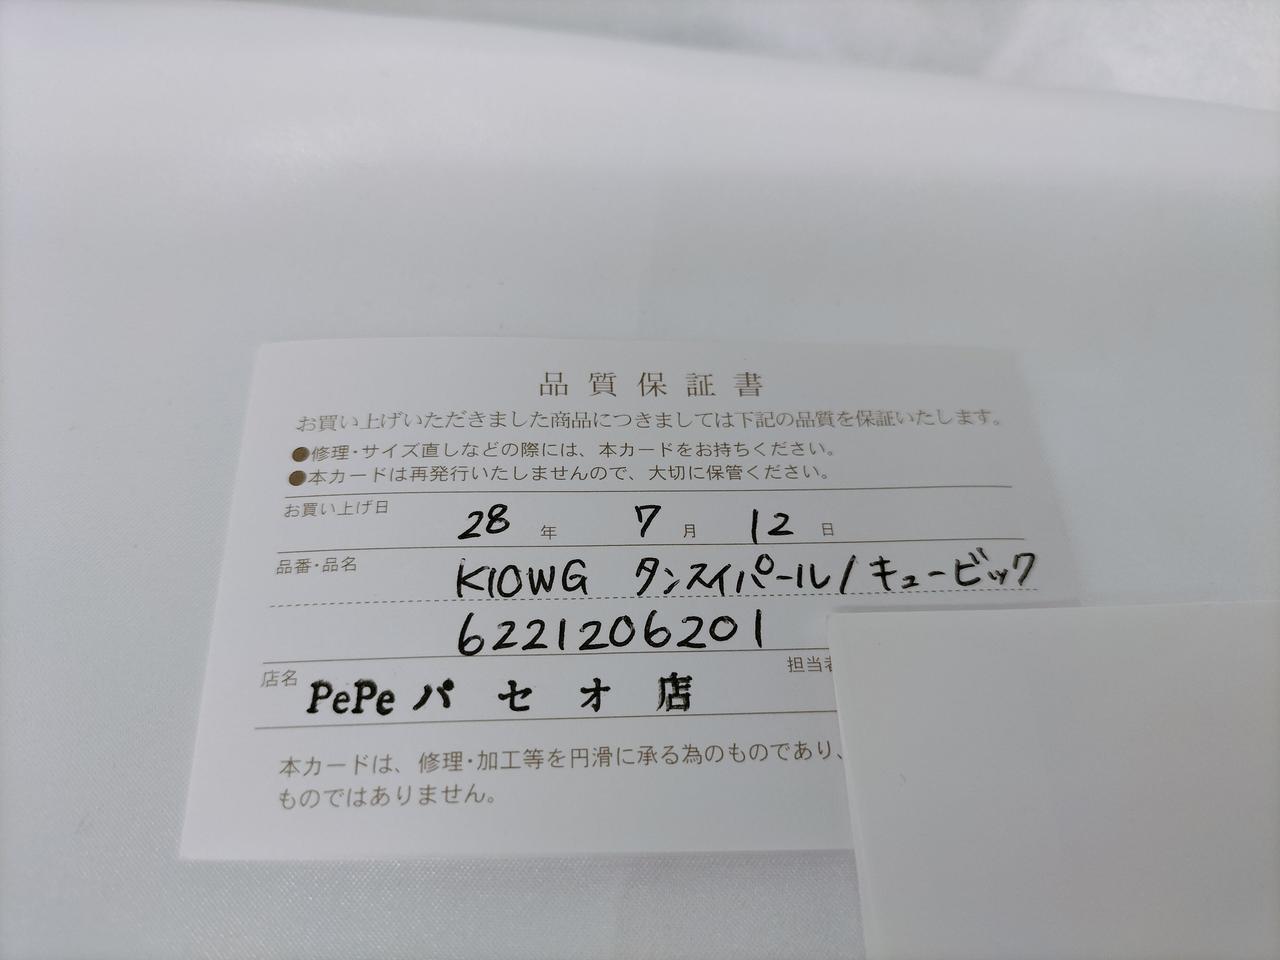 品質保証書
お買い上げいただきました商品につきましては下記の品質を保証いたします。
●修理・サイズ直しなどの際には、本カードをお持ちください。
●本カードは再発行いたしませんので、大切に保管ください。
お買い上げ日 28 年 7 月 12 日
品番・品名 K10WG タンスイパール/キュービック
6221206201
店名 PePe パセオ店 担当者
本カードは、修理・加工等を円滑に承る為のものであり、
ものではありません。